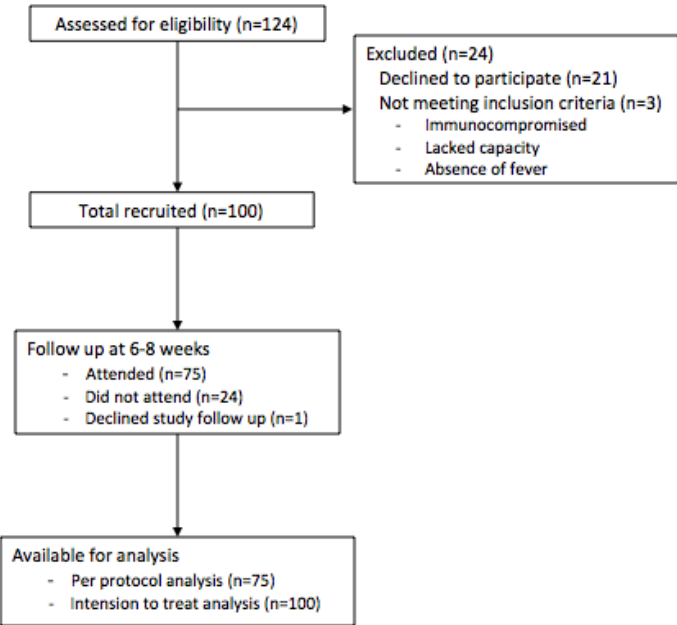 Assessed for eligibility (n=124)
Excluded (n=24)
Declined to participate (n=21)
Not meeting inclusion criteria (n=3)
- Immunocompromised
- Lacked capacity
- Absence of fever
Total recruited (n=100)
Follow up at 6-8 weeks
- Attended (n=75)
- Did not attend (n=24)
- Declined study follow up (n=1)
Available for analysis
- Per protocol analysis (n=75)
- Intension to treat analysis (n=100)